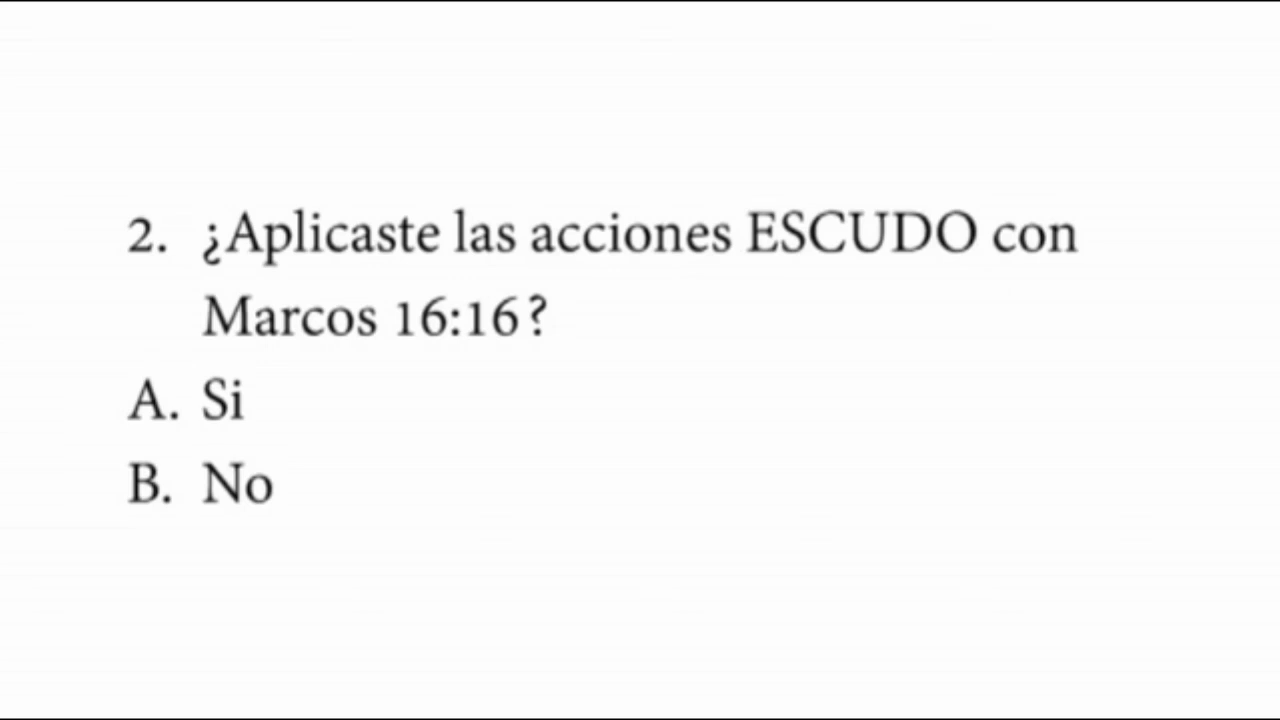 2. ¿Aplicaste las acciones ESCUDO con
Marcos 16:16?
A. Si
B. No